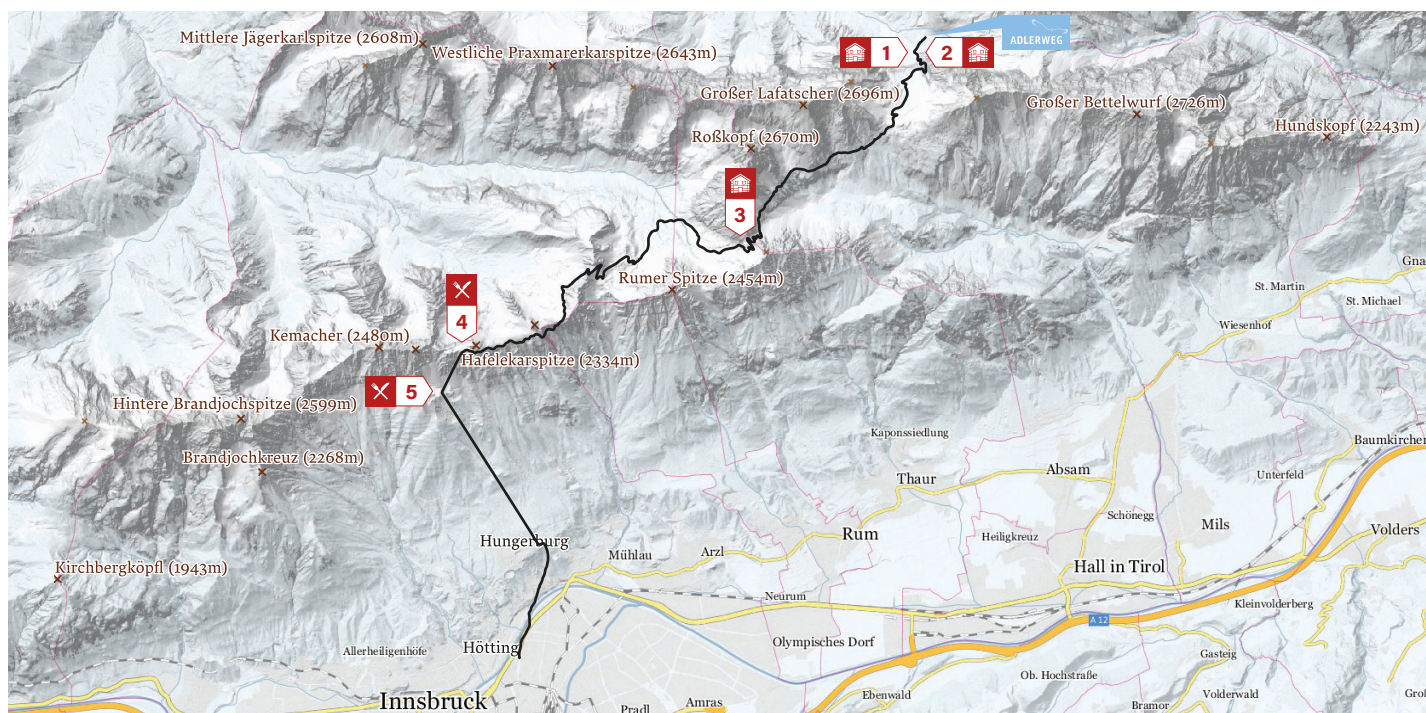 Mittlere Jägerkarlspitze (2608m)
Westliche Praxmarerkarspitze (2643m)
1
2
ADLERWEG
Großer Lafatscher (2696m)
Großer Bettelwurf (2726m)
Hundskopf (2243m)
Roßkopf (2670m)
3
Gna
Rumer Spitze (2454m)
St. Martin
St. Michael
4
Wiesenhof
Kemacher (2480m)
Hafelekarspitze (2334m)
5
Hintere Brandjochspitze (2599m)
Kaponssiedlung
Baumkirchen
Brandjochkreuz (2268m)
Absam
Unterfeld
Thaur
Schönegg
Mils
Volders
Rum
Heiligkreuz
Hungerburg
Mühlau
Arzl
Kirchbergköpfl (1943m)
Hall in Tirol
Neurum
Kleinvolderberg
A 12
Olympisches Dorf
Hötting
Allerheiligenhöfe
Gasteig
Ob. Hochstraße
Innsbruck
Ebenwald
Volderwald
Groß
Amras
Pradl
Bramor